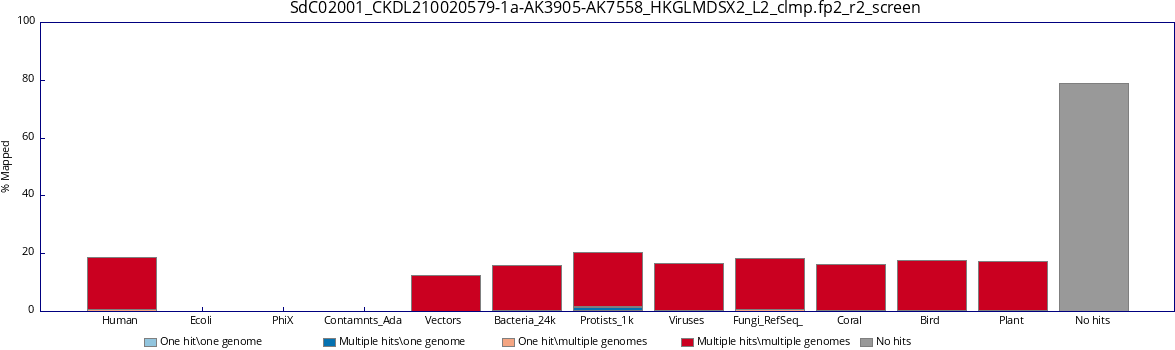 SdC02001_CKDL210020579-1a-AK3905-AK7558_HKGLMDSX2_L2_clmp.fp2_r2_screen
100
80
60
40
20
0
% Mapped
Human Ecoli PhiX Contamnts_Ada Vectors Bacteria_24k Protists_1k Viruses Fungi_RefSeq_ Coral Bird Plant No hits
One hit\one genome Multiple hits\one genome One hit\multiple genomes Multiple hits\multiple genomes No hits